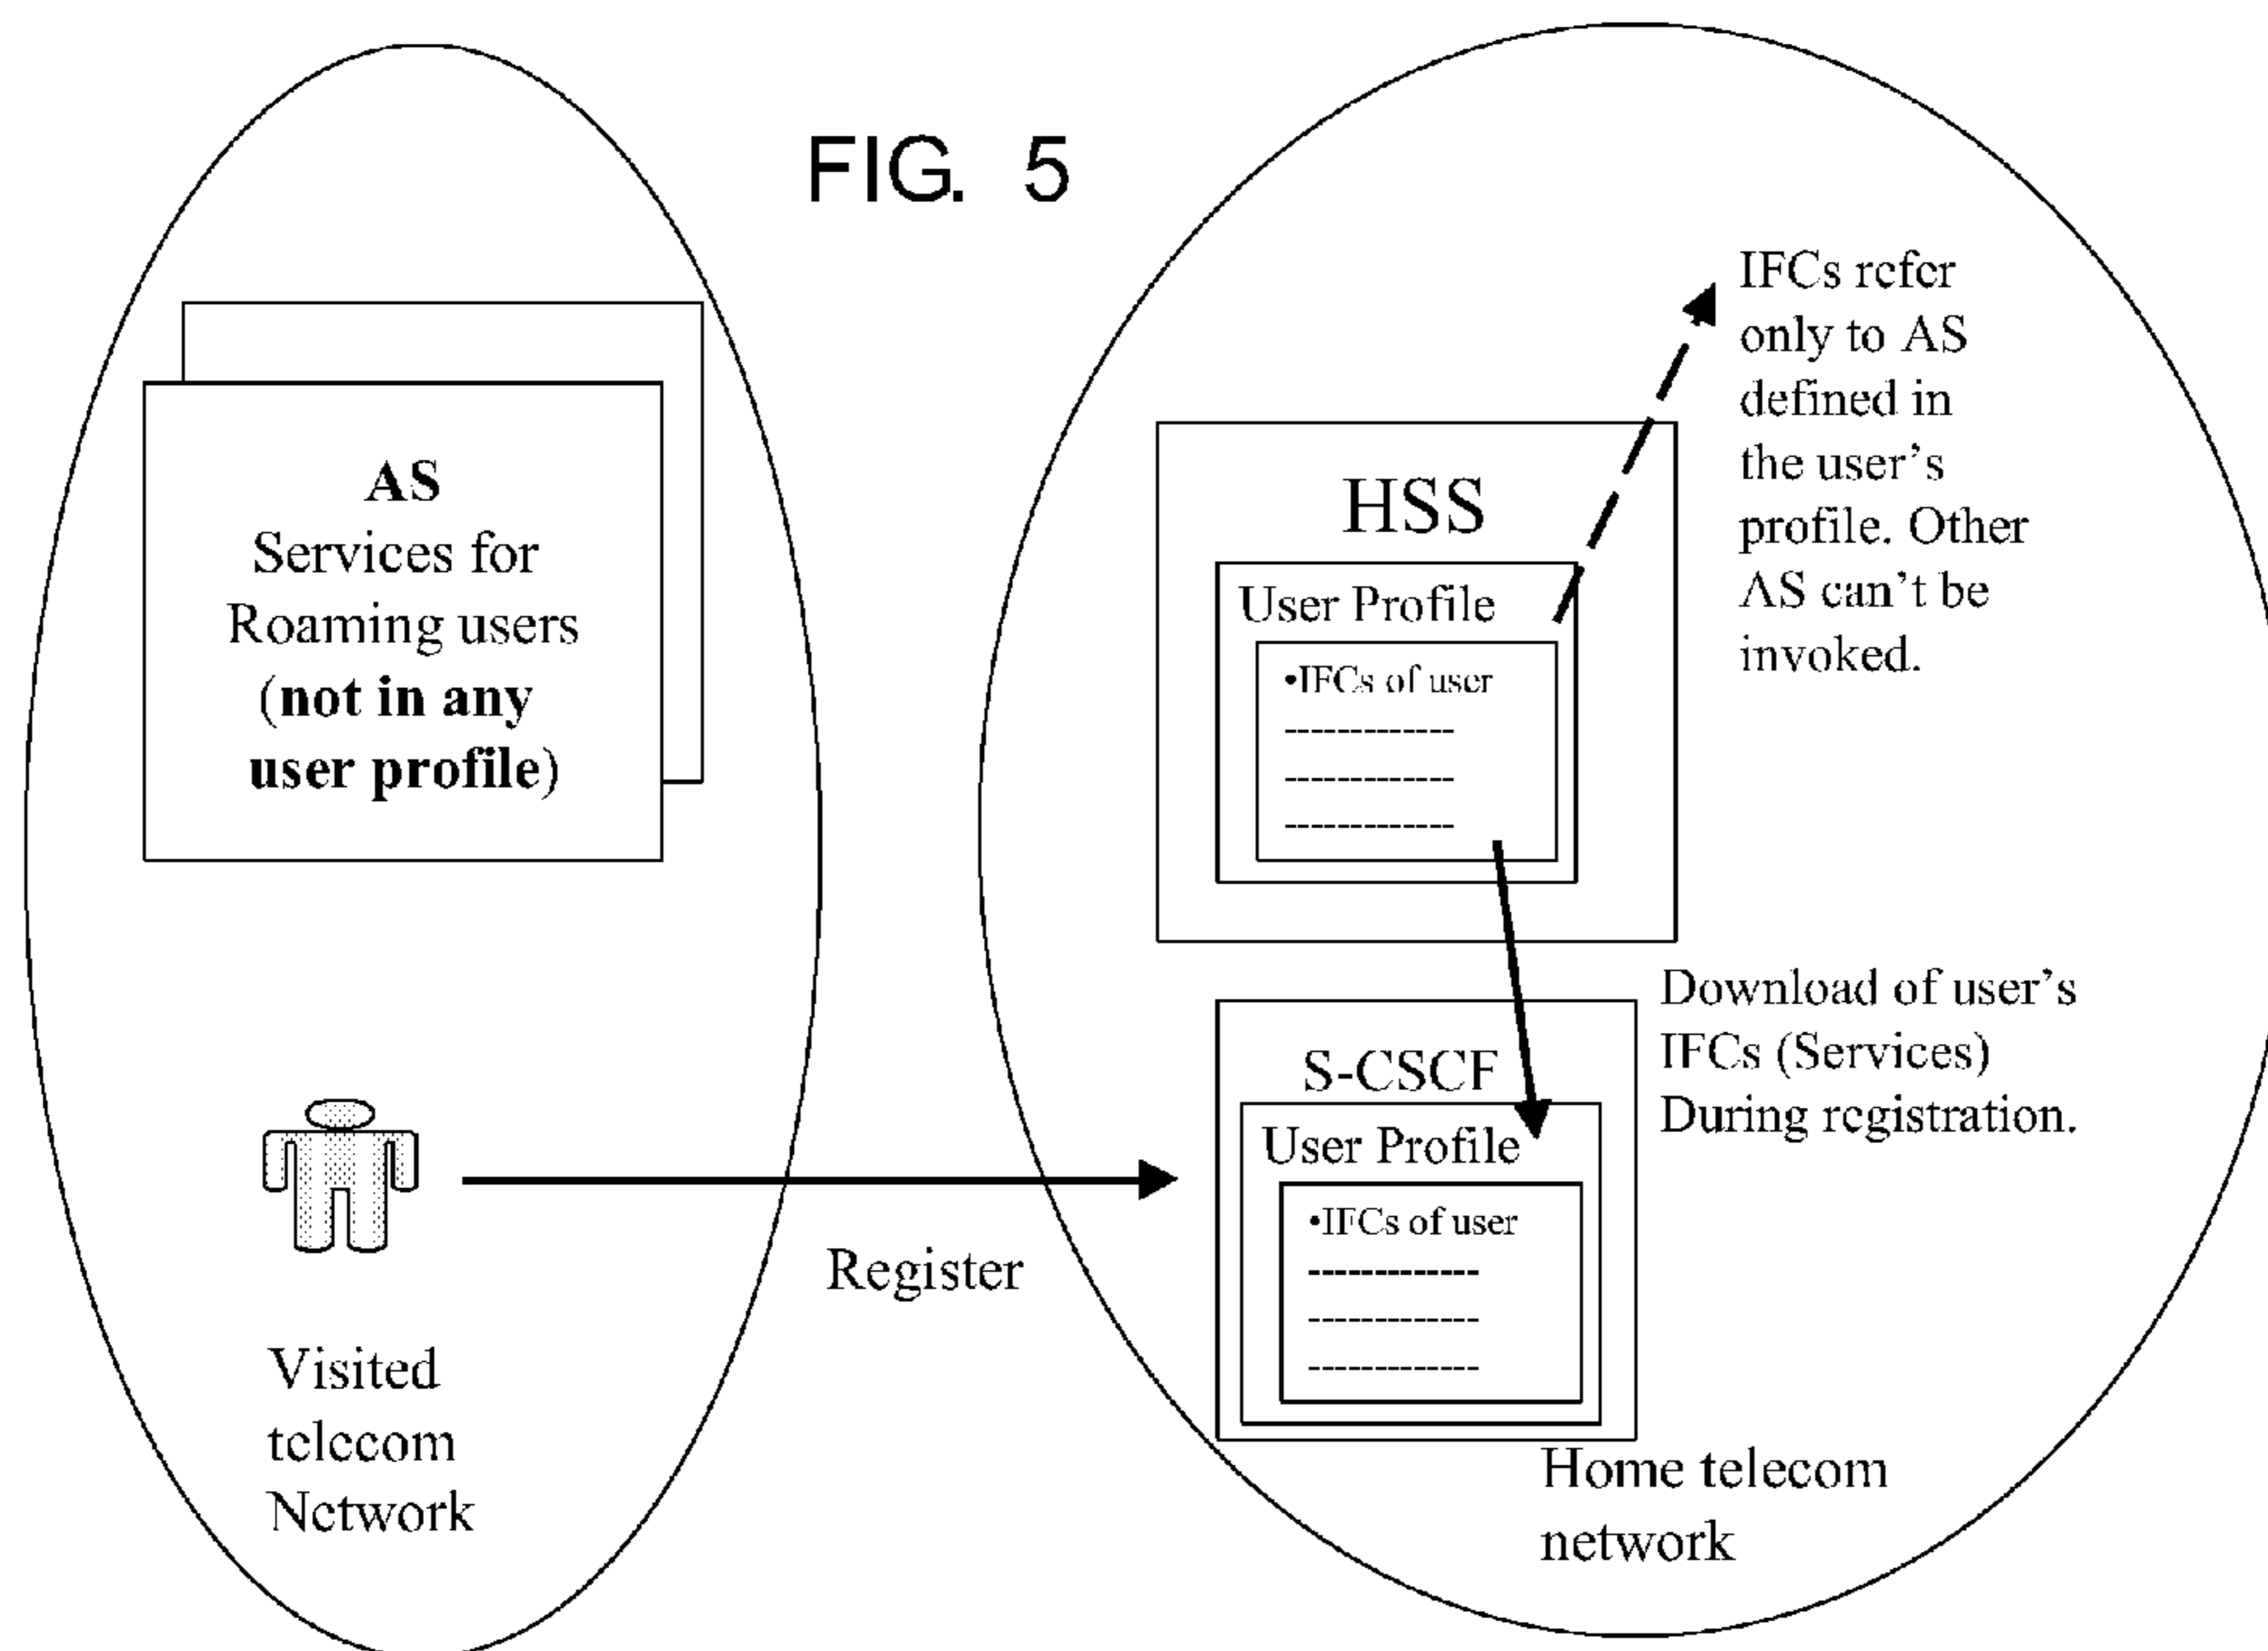 FIG. 5
AS
Services for
Roaming users
(not in any
user profile)
Visited
telecom
Network
Register
HSS
User Profile
•IFCs of user
IFCs refer
only to AS
defined in
the user's
profile. Other
AS can't be
invoked.
Download of user's
IFCs (Services)
During registration.
S-CSCF
User Profile
•IFCs of user
Home telecom
network